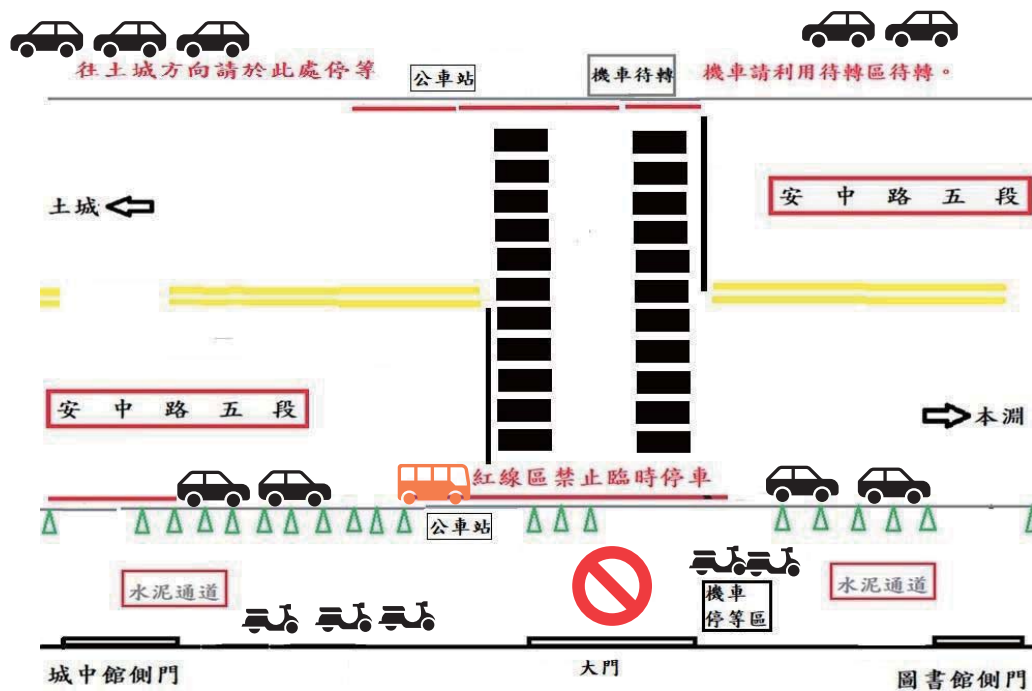 往土城方向請於此處停等
公車站
機車待轉
機車請利用待轉區待轉。
安中路五段
土城
安中路五段
本淵
紅線區禁止臨時停車
公車站
水泥通道
機車
停等區
水泥通道
城中館側門
大門
圖書館側門